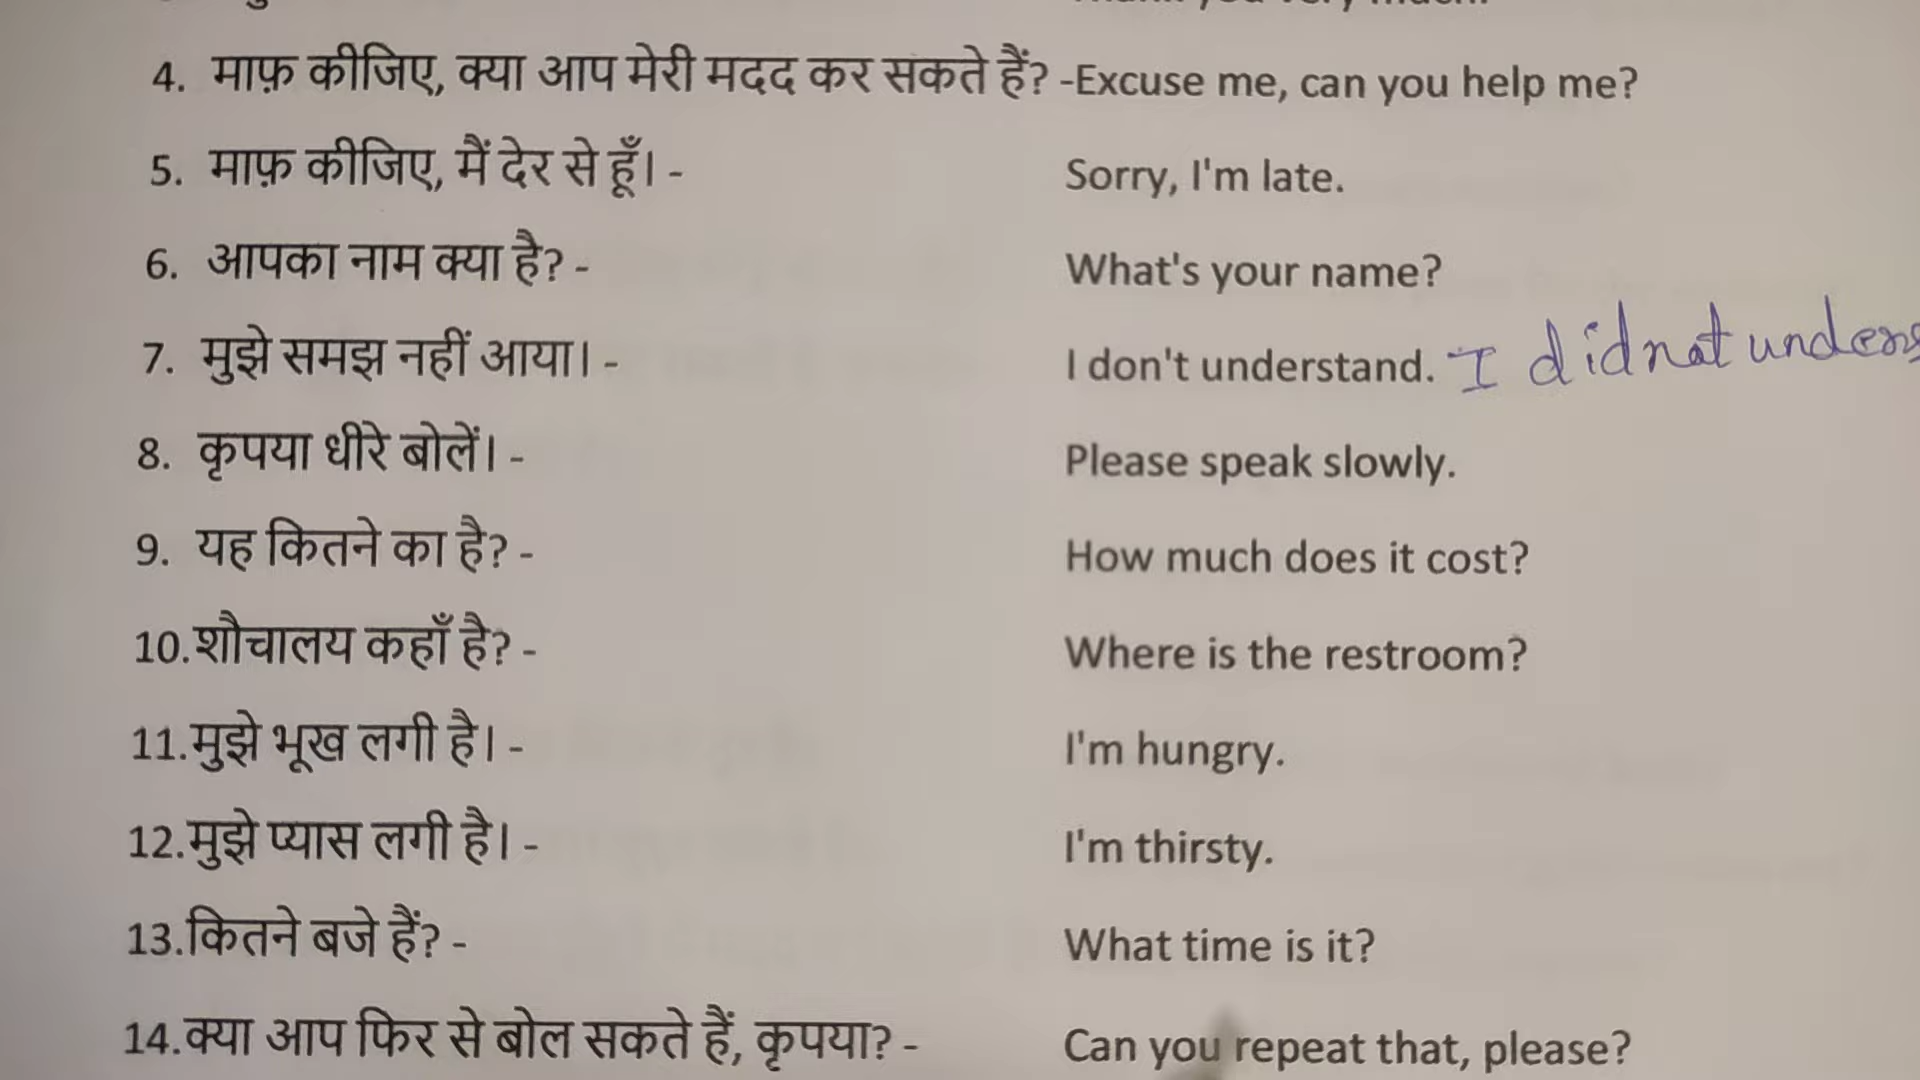 4. माफ़ कीजिए, क्या आप मेरी मदद कर सकते हैं? -Excuse me, can you help me?
5. माफ़ कीजिए, मैं देर से हूँ। - Sorry, I'm late.
6. आपका नाम क्या है? - What's your name?
7. मुझे समझ नहीं आया। - I don't understand. I did not
8. कृपया धीरे बोलें। - Please speak slowly.
9. यह कितने का है? - How much does it cost?
10.शौचालय कहाँ है? - Where is the restroom?
11.मुझे भूख लगी है। - I'm hungry.
12.मुझे प्यास लगी है। - I'm thirsty.
13.कितने बजे हैं? - What time is it?
14.क्या आप फिर से बोल सकते हैं, कृपया? - Can you repeat that, please?